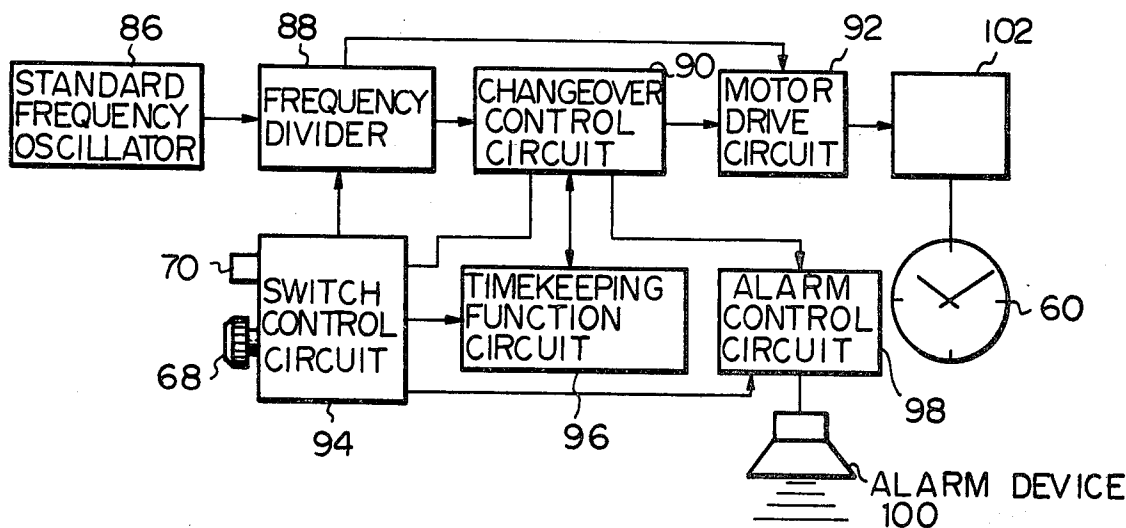 86
88
90
92
102
STANDARD
FREQUENCY
OSCILLATOR
FREQUENCY
DIVIDER
CHANGEOVER
CONTROL
CIRCUIT
MOTOR
DRIVE
CIRCUIT
70
68
SWITCH
CONTROL
CIRCUIT
94
TIMEKEEPING
FUNCTION
CIRCUIT
96
ALARM
CONTROL
CIRCUIT
98
60
ALARM DEVICE
100